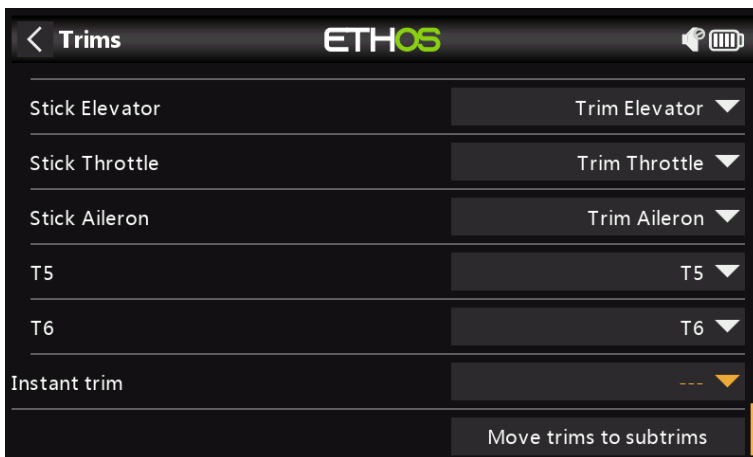 Trims ETHOS
Stick Elevator Trim Elevator
Stick Throttle Trim Throttle
Stick Aileron Trim Aileron
T5 T5
T6 T6
Instant trim ---
Move trims to subtrims